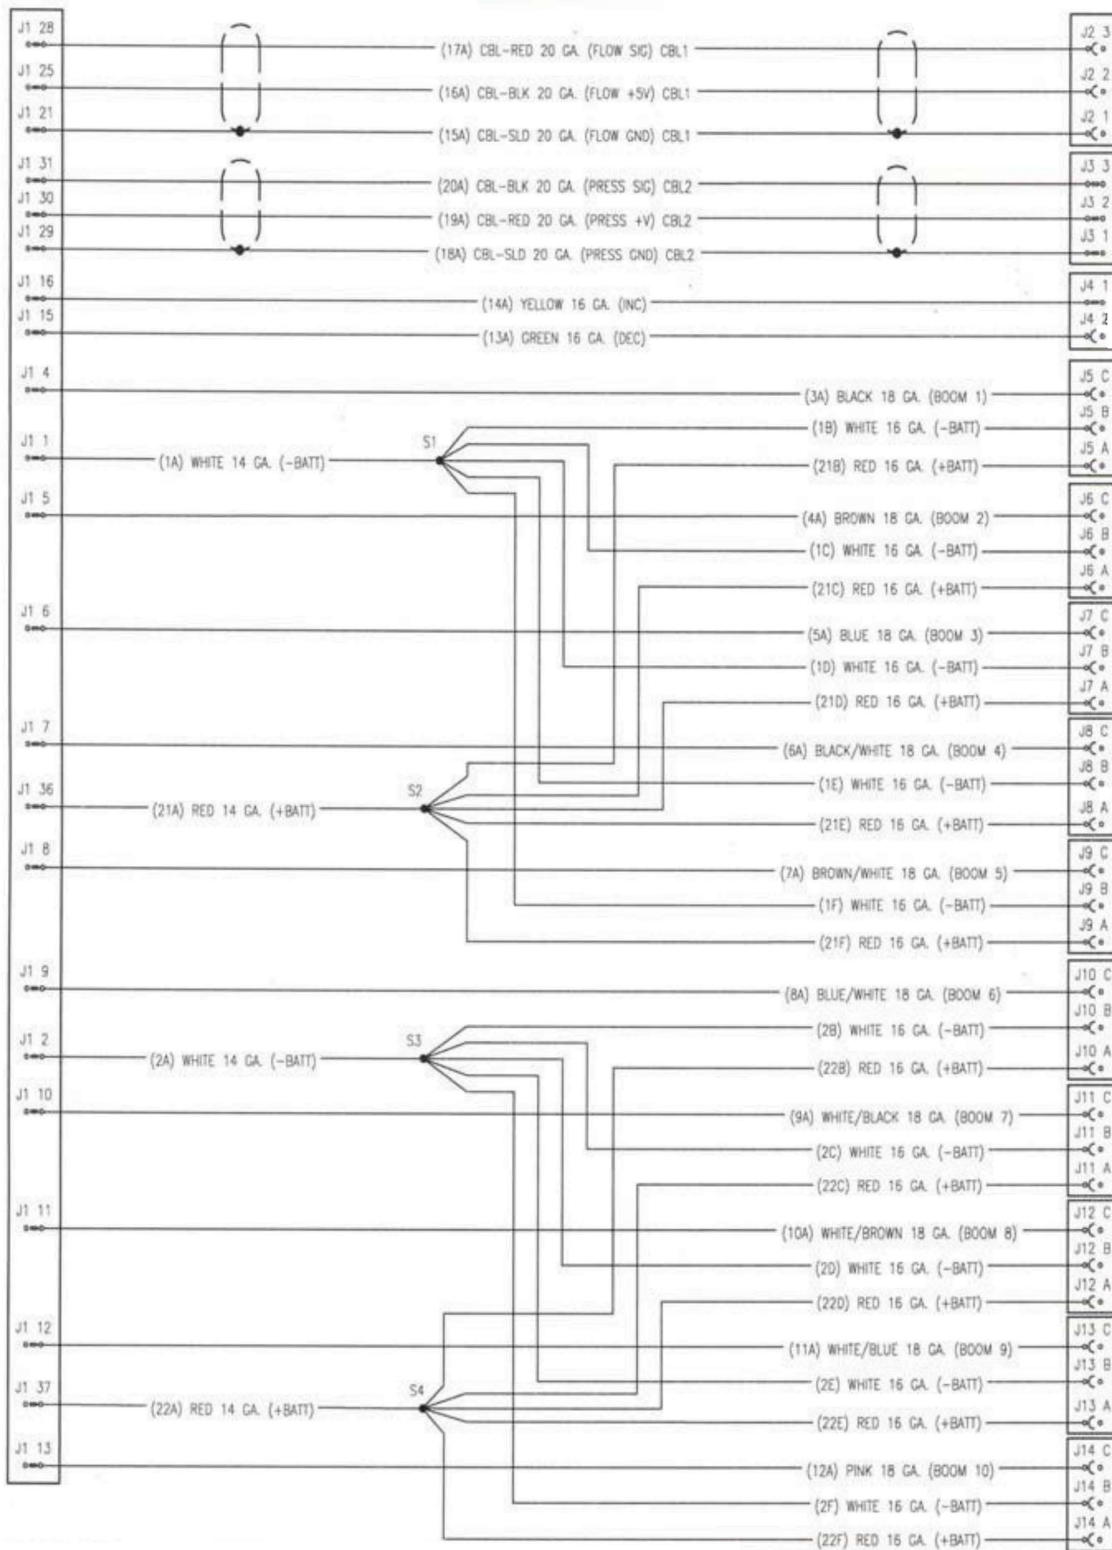 J1 28 (17A) CBL-RED 20 GA. (FLOW SIG) CBL1 J2 3
J1 25 (16A) CBL-BLK 20 GA. (FLOW +5V) CBL1 J2 2
J1 21 (15A) CBL-SLD 20 GA. (FLOW GND) CBL1 J2 1
J1 31 (20A) CBL-BLK 20 GA. (PRESS SIG) CBL2 J3 3
J1 30 (19A) CBL-RED 20 GA. (PRESS +V) CBL2 J3 2
J1 29 (18A) CBL-SLD 20 GA. (PRESS GND) CBL2 J3 1
J1 16 (14A) YELLOW 16 GA. (INC) J4 1
J1 15 (13A) GREEN 16 GA. (DEC) J4 2
J1 4 (3A) BLACK 18 GA. (BOOM 1) J5 C
(1B) WHITE 16 GA. (-BATT) J5 B
J1 1 (1A) WHITE 14 GA. (-BATT) S1 (21B) RED 16 GA. (+BATT) J5 A
J1 5 (4A) BROWN 18 GA. (BOOM 2) J6 C
(1C) WHITE 16 GA. (-BATT) J6 B
(21C) RED 16 GA. (+BATT) J6 A
J1 6 (5A) BLUE 18 GA. (BOOM 3) J7 C
(1D) WHITE 16 GA. (-BATT) J7 B
(21D) RED 16 GA. (+BATT) J7 A
J1 7 (6A) BLACK/WHITE 18 GA. (BOOM 4) J8 C
(1E) WHITE 16 GA. (-BATT) J8 B
J1 36 (21A) RED 14 GA. (+BATT) S2 (21E) RED 16 GA. (+BATT) J8 A
J1 8 (7A) BROWN/WHITE 18 GA. (BOOM 5) J9 C
(1F) WHITE 16 GA. (-BATT) J9 B
(21F) RED 16 GA. (+BATT) J9 A
J1 9 (8A) BLUE/WHITE 18 GA. (BOOM 6) J10 C
(2B) WHITE 16 GA. (-BATT) J10 B
J1 2 (2A) WHITE 14 GA. (-BATT) S3 (22B) RED 16 GA. (+BATT) J10 A
J1 10 (9A) WHITE/BLACK 18 GA. (BOOM 7) J11 C
(2C) WHITE 16 GA. (-BATT) J11 B
(22C) RED 16 GA. (+BATT) J11 A
J1 11 (10A) WHITE/BROWN 18 GA. (BOOM 8) J12 C
(2D) WHITE 16 GA. (-BATT) J12 B
(22D) RED 16 GA. (+BATT) J12 A
J1 12 (11A) WHITE/BLUE 18 GA. (BOOM 9) J13 C
(2E) WHITE 16 GA. (-BATT) J13 B
J1 37 (22A) RED 14 GA. (+BATT) S4 (22E) RED 16 GA. (+BATT) J13 A
J1 13 (12A) PINK 18 GA. (BOOM 10) J14 C
(2F) WHITE 16 GA. (-BATT) J14 B
(22F) RED 16 GA. (+BATT) J14 A